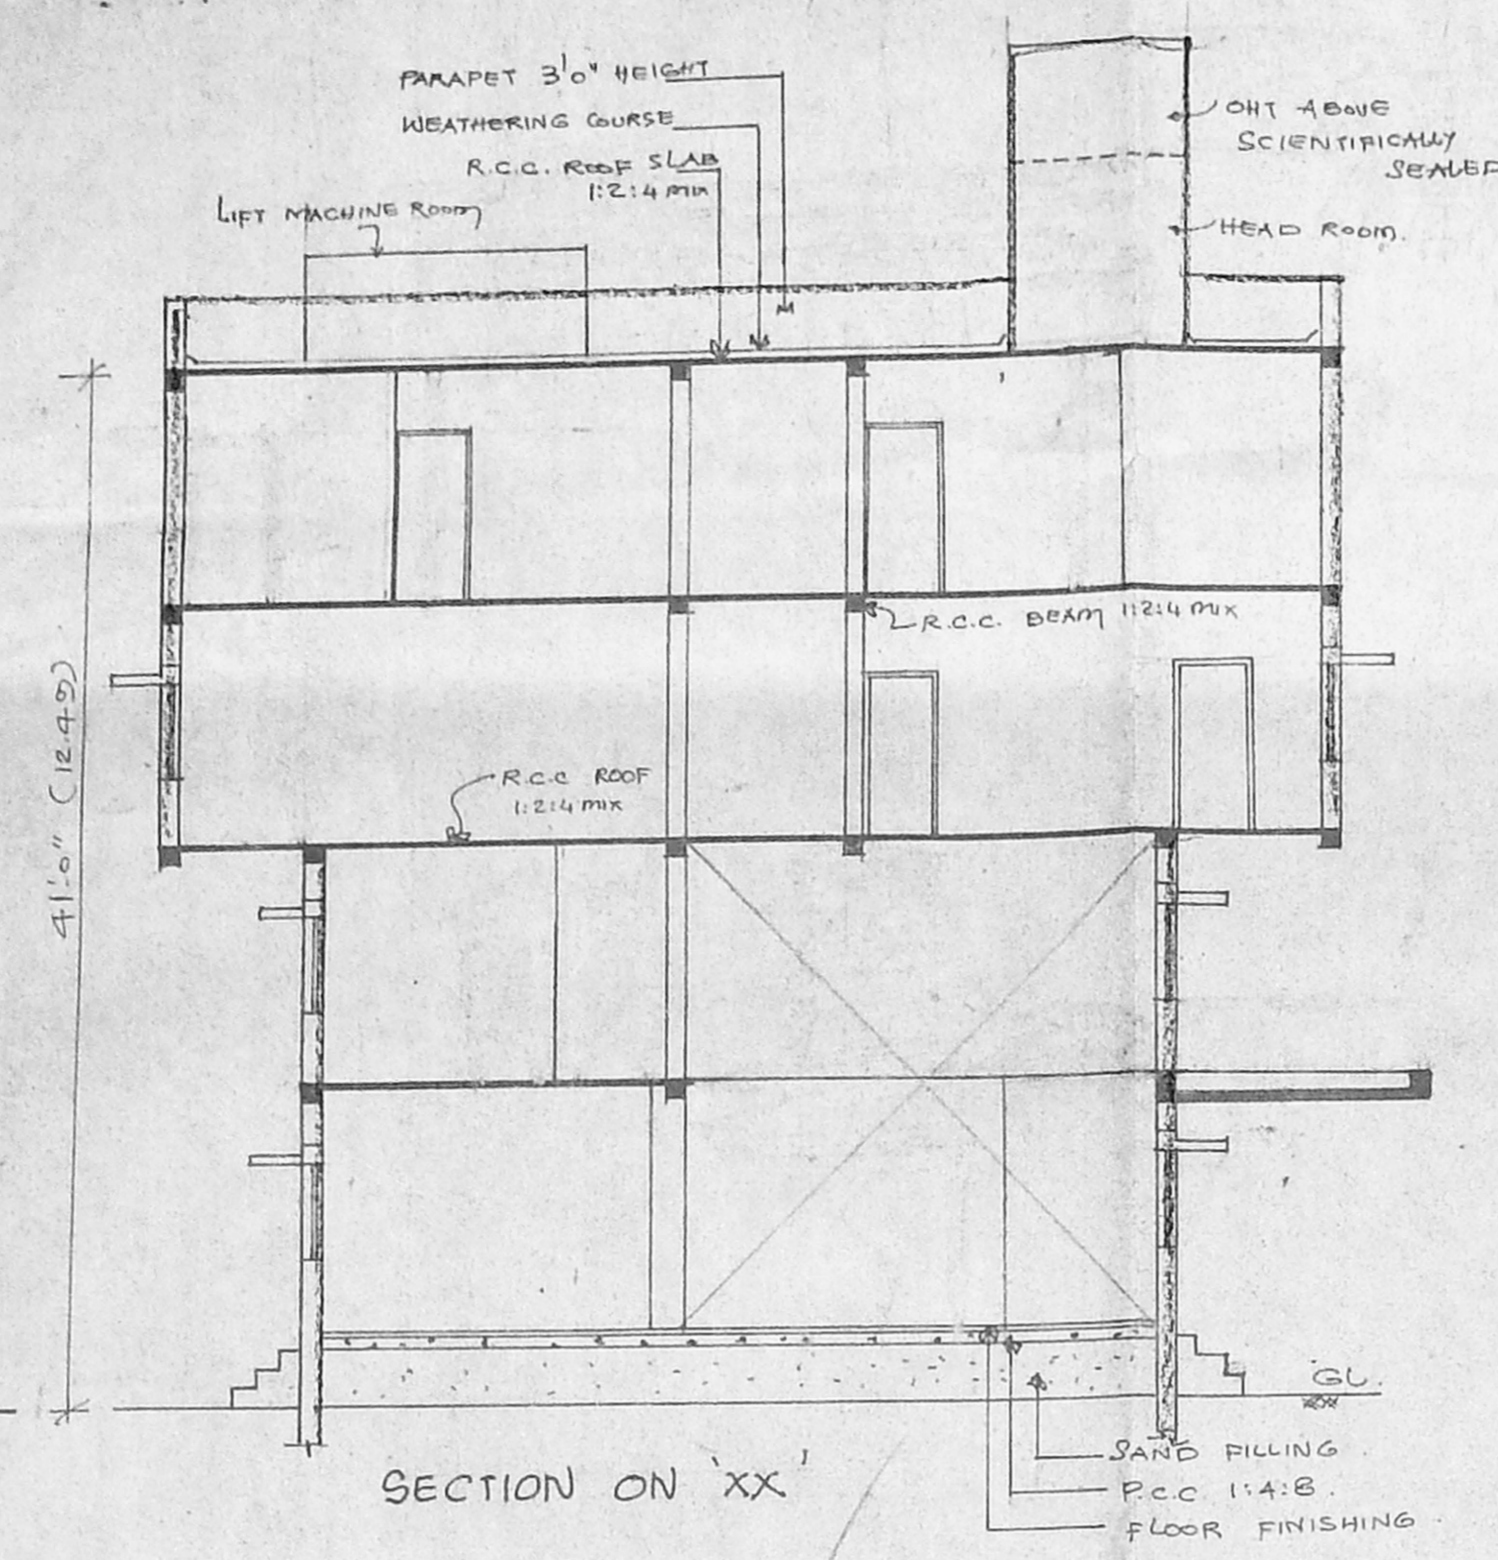 PARAPET 3'0" HEIGHT
WEATHERING COURSE
R.C.C. ROOF SLAB
1:2:4 mix
LIFT MACHINE ROOM
OHT ABOVE
SCIENTIFICALLY
SEALED
HEAD ROOM.
R.C.C. BEAM 1:2:4 mix
R.C.C ROOF
1:2:4 mix
41'-0" (12.49)
GL.
SAND FILLING
P.C.C 1:4:8.
FLOOR FINISHING
SECTION ON 'XX'